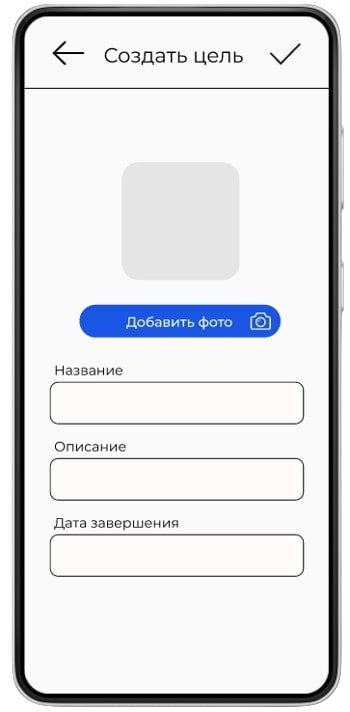 Создать цель
Добавить фото
Название
Описание
Дата завершения